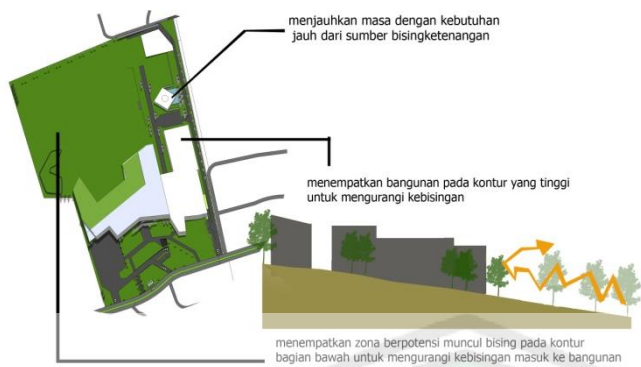 menjauhkan masa dengan kebutuhan
jauh dari sumber bisingketenangan
menempatkan bangunan pada kontur yang tinggi
untuk mengurangi kebisingan
menempatkan zona berpotensi muncul bising pada kontur
bagian bawah untuk mengurangi kebisingan masuk ke bangunan